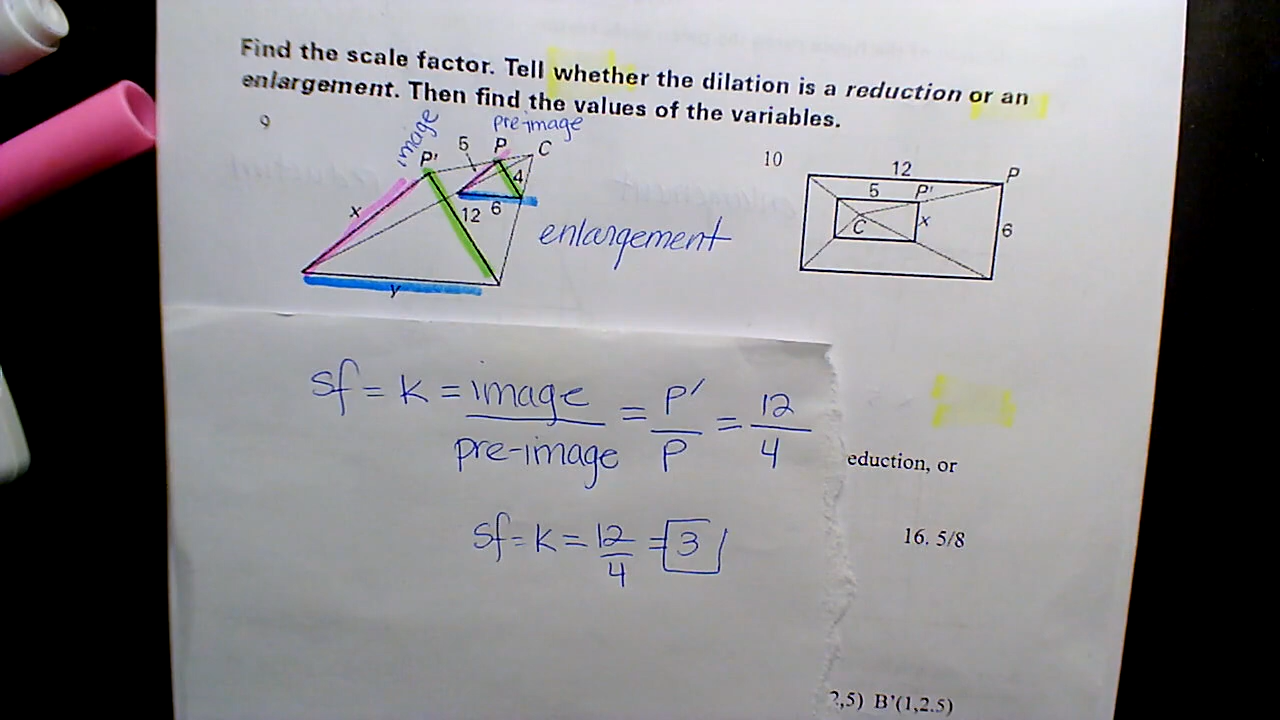 Find the scale factor. Tell whether the dilation is a reduction or an
enlargement. Then find the values of the variables.
9
image
pre-image
P'
5
P
C
4
x
12
6
y
enlargement
10
12
P
5
P'
C
x
6
sf = k = image / pre-image = P' / P = 12 / 4
sf = k = 12 / 4 = 3
eduction, or
16. 5/8
2,5) B'(1,2.5)